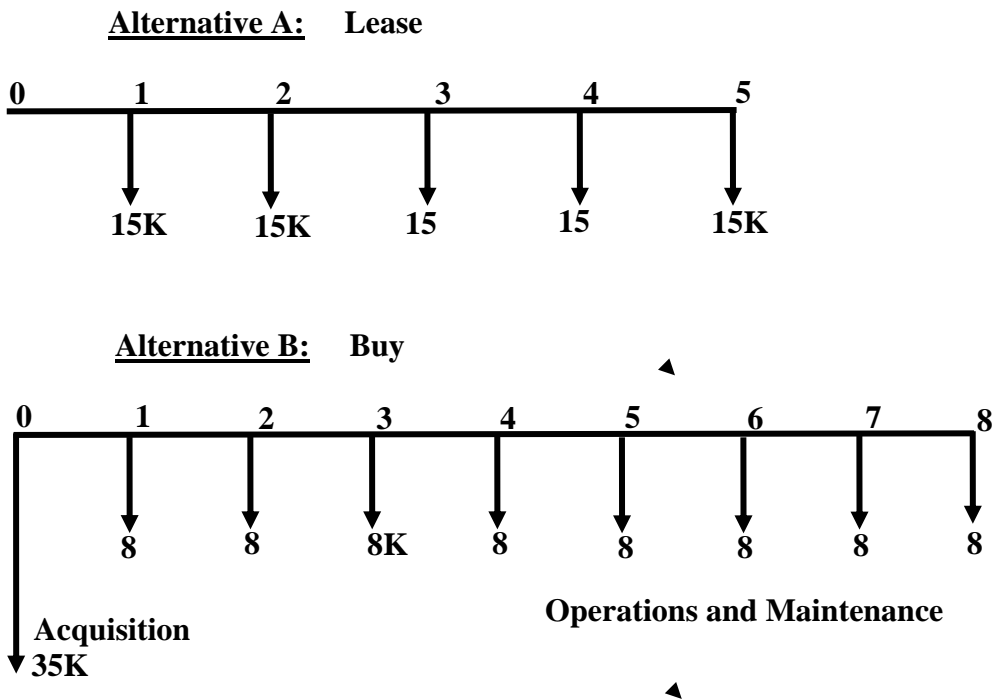 Alternative A: Lease
0 1 2 3 4 5
15K 15K 15 15 15K
Alternative B: Buy
0 1 2 3 4 5 6 7 8
8 8 8K 8 8 8 8 8
Operations and Maintenance
Acquisition
35K